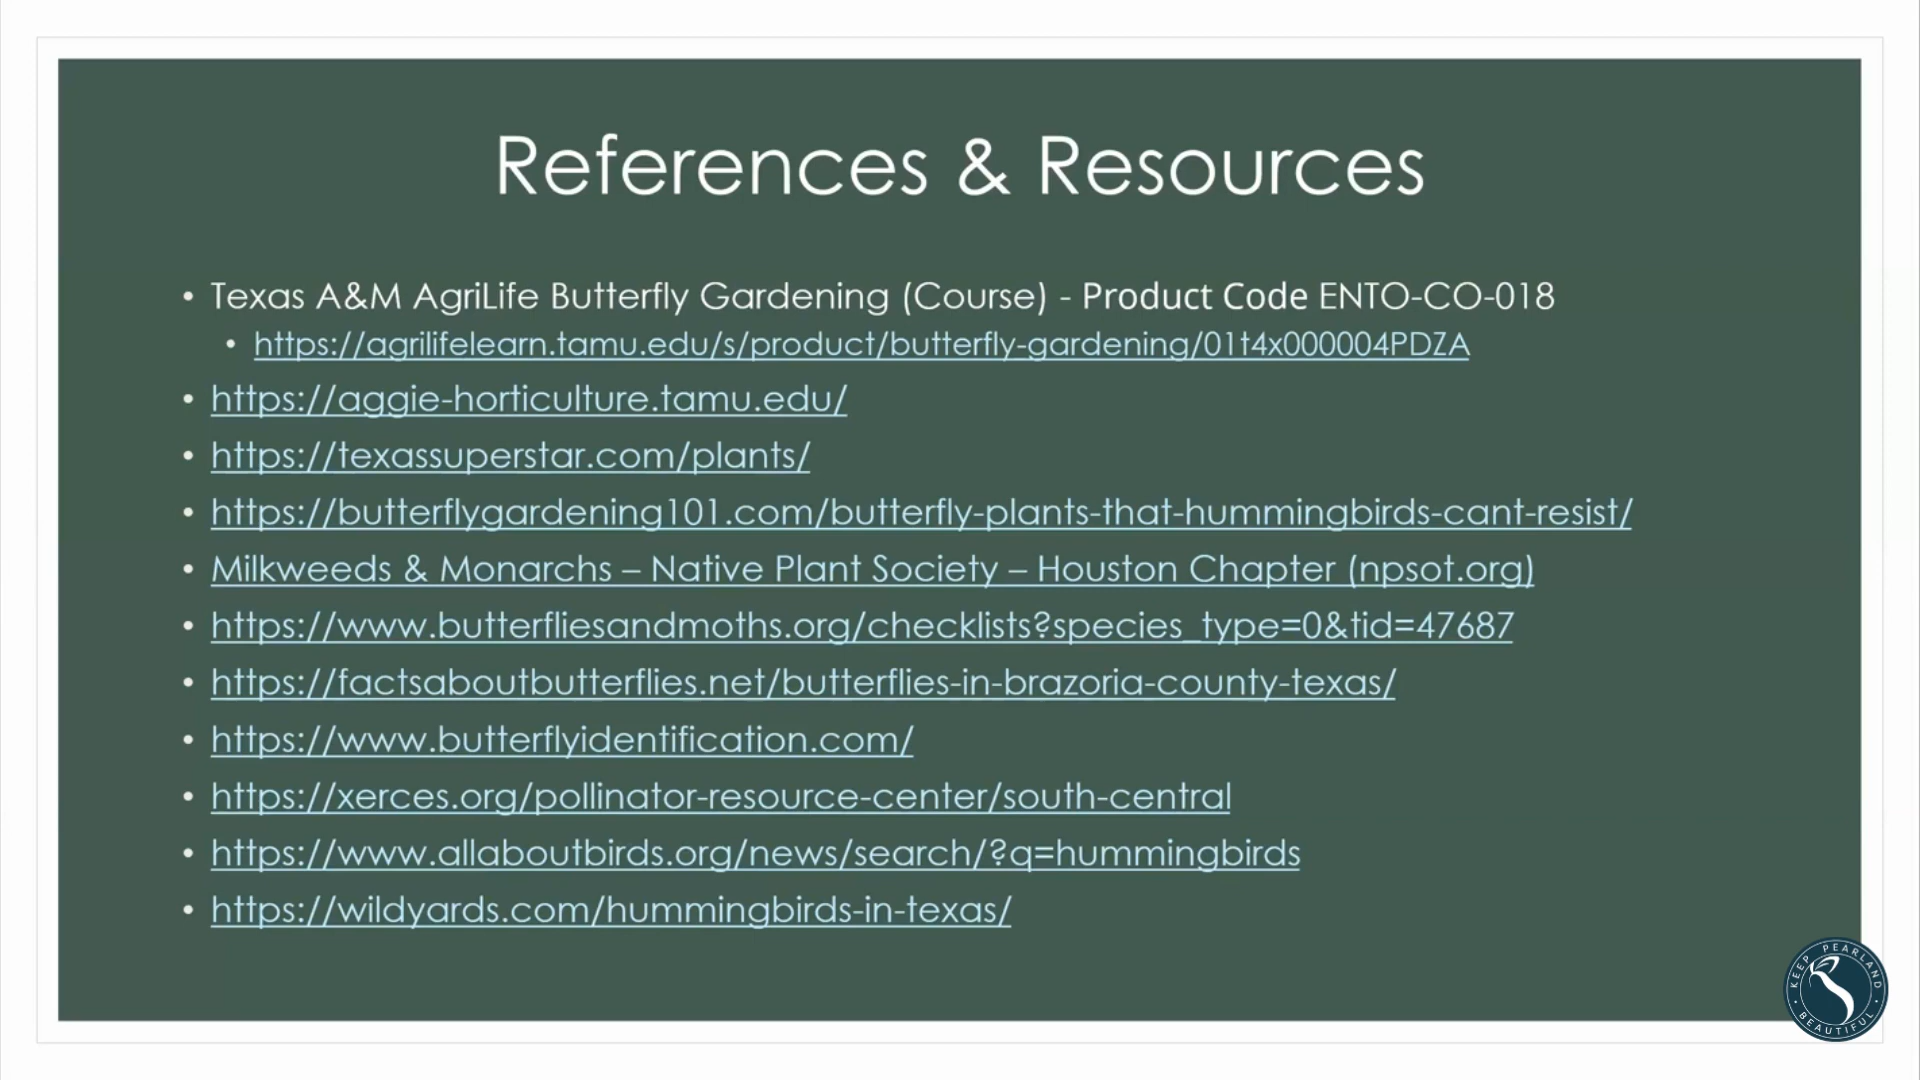 References & Resources
• Texas A&M AgriLife Butterfly Gardening (Course) - Product Code ENTO-CO-018
• https://agrilifelearn.tamu.edu/s/product/butterfly-gardening/01t4x000004PDZA
• https://aggie-horticulture.tamu.edu/
• https://texassuperstar.com/plants/
• https://butterflygardening101.com/butterfly-plants-that-hummingbirds-cant-resist/
• Milkweeds & Monarchs – Native Plant Society – Houston Chapter (npsot.org)
• https://www.butterfliesandmoths.org/checklists?species_type=0&tid=47687
• https://factsaboutbutterflies.net/butterflies-in-brazoria-county-texas/
• https://www.butterflyidentification.com/
• https://xerces.org/pollinator-resource-center/south-central
• https://www.allaboutbirds.org/news/search/?q=hummingbirds
• https://wildyards.com/hummingbirds-in-texas/
KEEP PEARLAND
BEAUTIFUL